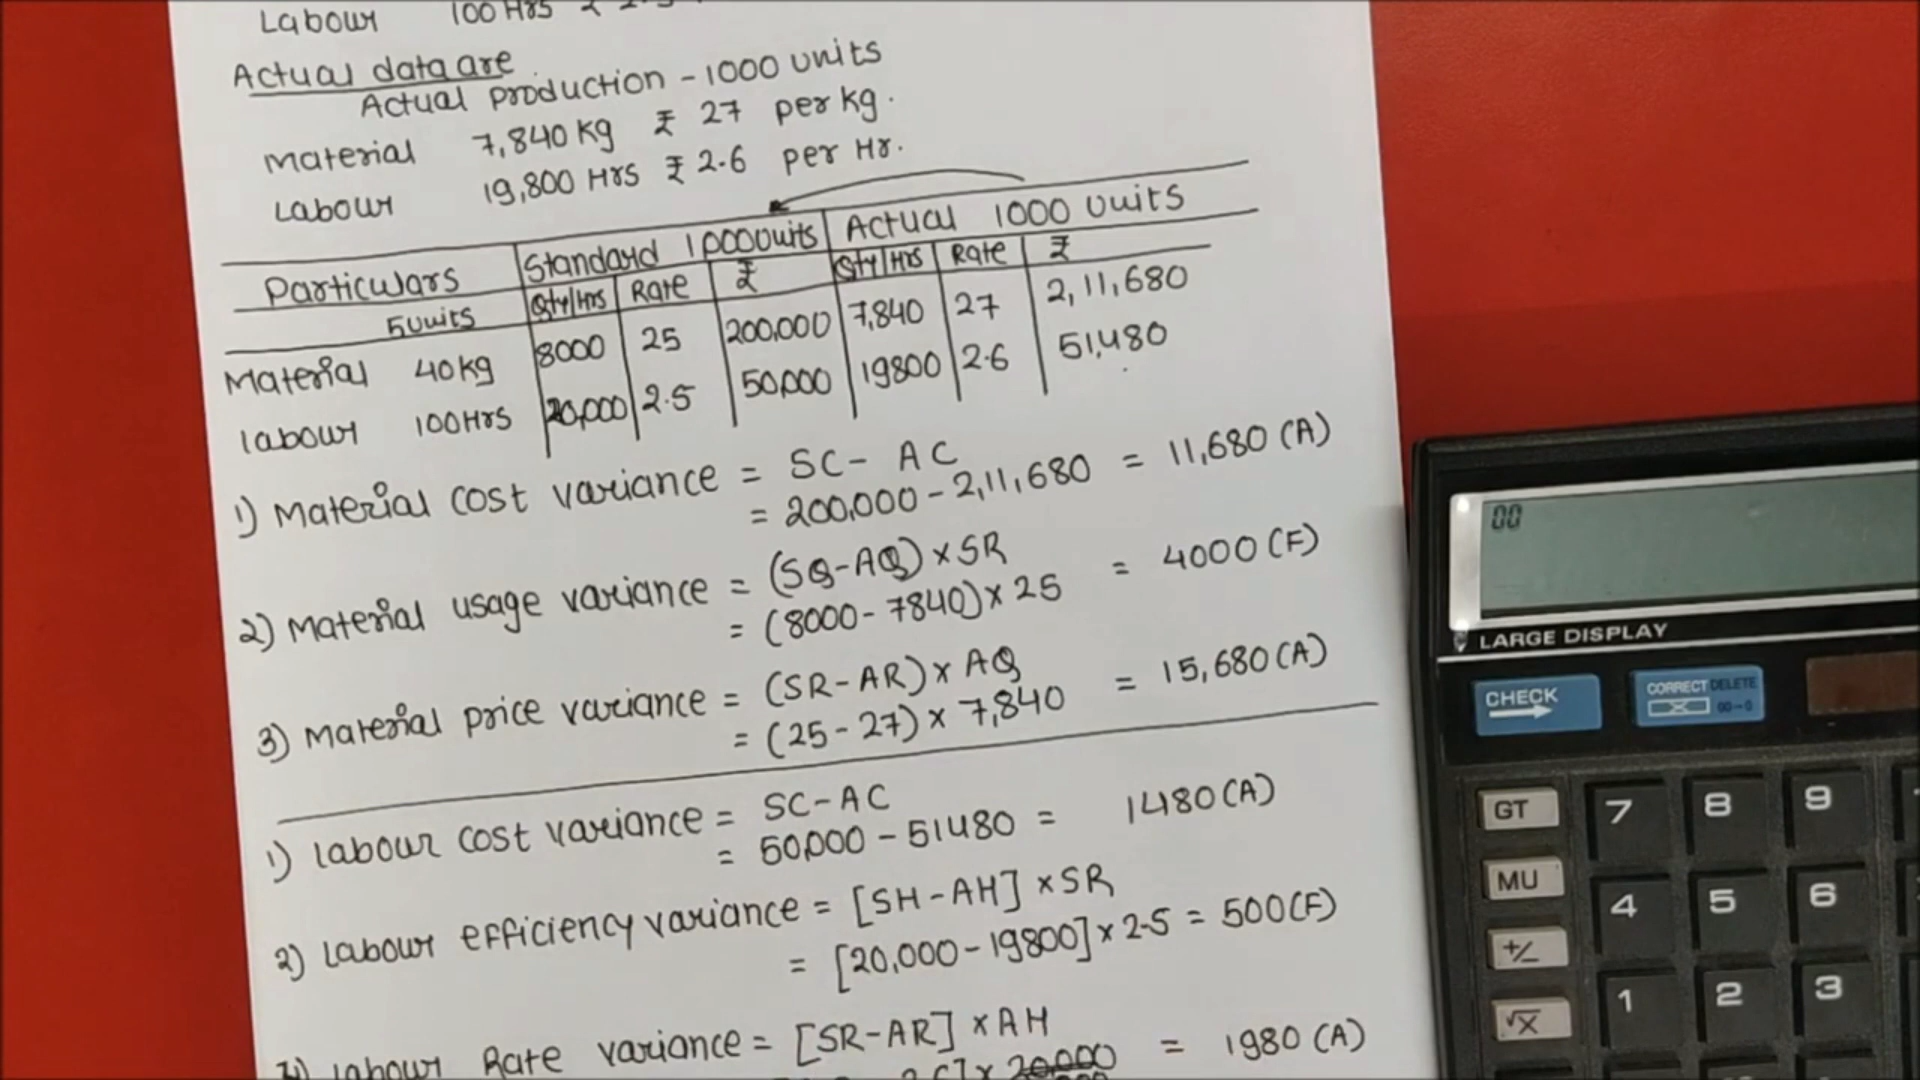 Labour 100 Hrs ₹
Actual data are
Actual production - 1000 units
Material 7,840 kg ₹ 27 per kg.
Labour 19,800 Hrs ₹ 2.6 per Hr.
Particulars Standard 1000 units Actual 1000 units
5 units Qty/Hrs Rate ₹ Qty/Hrs Rate ₹
Material 40kg 8000 25 200,000 7,840 27 2,11,680
labour 100Hrs 20,000 2.5 50,000 19800 2.6 51,480
1) Material cost variance = SC - AC
= 200,000 - 2,11,680 = 11,680 (A)
2) Material usage variance = (SQ-AQ) x SR
= (8000 - 7840) x 25 = 4000 (F)
3) Material price variance = (SR-AR) x AQ
= (25-27) x 7,840 = 15,680 (A)
1) labour cost variance = SC-AC
= 50,000 - 51480 = 1480 (A)
2) labour efficiency variance = [SH-AH] x SR
= [20,000 - 19800] x 2.5 = 500 (F)
labour Rate variance = [SR-AR] x AH
x 20,000 = 1980 (A)
00
LARGE DISPLAY
CHECK
CORRECT DELETE
00→0
GT 7 8 9
MU 4 5 6
+/- 1 2 3
√x